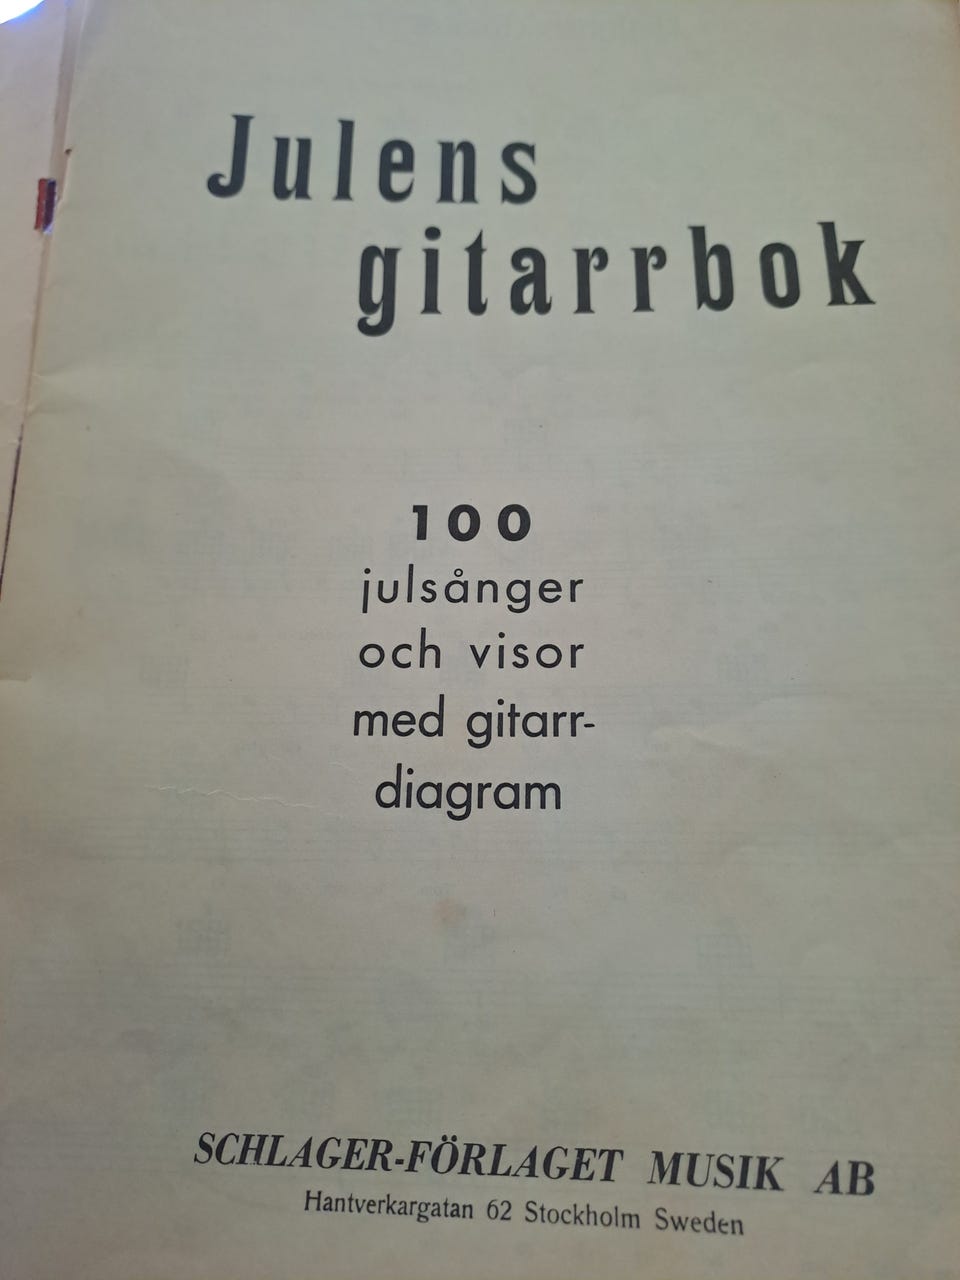 Julens
gitarrbok
100
julsånger
och visor
med gitarr-
diagram
SCHLAGER-FÖRLAGET MUSIK AB
Hantverkargatan 62 Stockholm Sweden